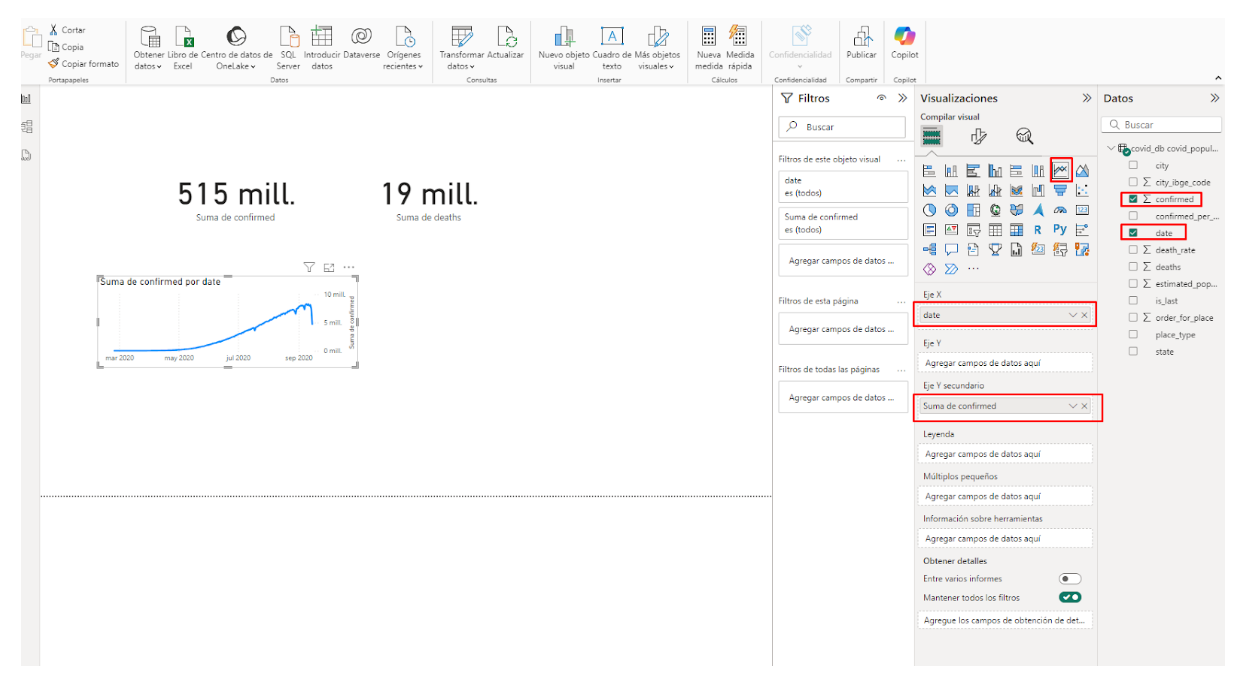 Pegar
Cortar
Copia
Copiar formato
Portapapeles
Obtener datos
Libro de Excel
Centro de datos de OneLake
SQL Server
Introducir datos
Dataverse
Orígenes recientes
Datos
Transformar datos
Actualizar
Consultas
Nuevo objeto visual
Cuadro de texto
Más objetos visuales
Insertar
Nueva medida
Medida rápida
Cálculos
Confidencialidad
Confidencialidad
Publicar
Compartir
Copilot
Copilot
515 mill.
Suma de confirmed
19 mill.
Suma de deaths
Suma de confirmed por date
10 mill.
5 mill.
0 mill.
Suma de confirmed
mar 2020
may 2020
jul 2020
sep 2020
Filtros
Buscar
Filtros de este objeto visual
date
es (todos)
Suma de confirmed
es (todos)
Agregar campos de datos ...
Filtros de esta página
Agregar campos de datos ...
Filtros de todas las páginas
Agregar campos de datos ...
Visualizaciones
Compilar visual
123
R
Py
Eje X
date
Eje Y
Agregar campos de datos aquí
Eje Y secundario
Suma de confirmed
Leyenda
Agregar campos de datos aquí
Múltiplos pequeños
Agregar campos de datos aquí
Información sobre herramientas
Agregar campos de datos aquí
Obtener detalles
Entre varios informes
Mantener todos los filtros
Agregue los campos de obtención de det...
Datos
Buscar
covid_db covid_popul...
city
city_ibge_code
confirmed
confirmed_per_...
date
death_rate
deaths
estimated_pop...
is_last
order_for_place
place_type
state